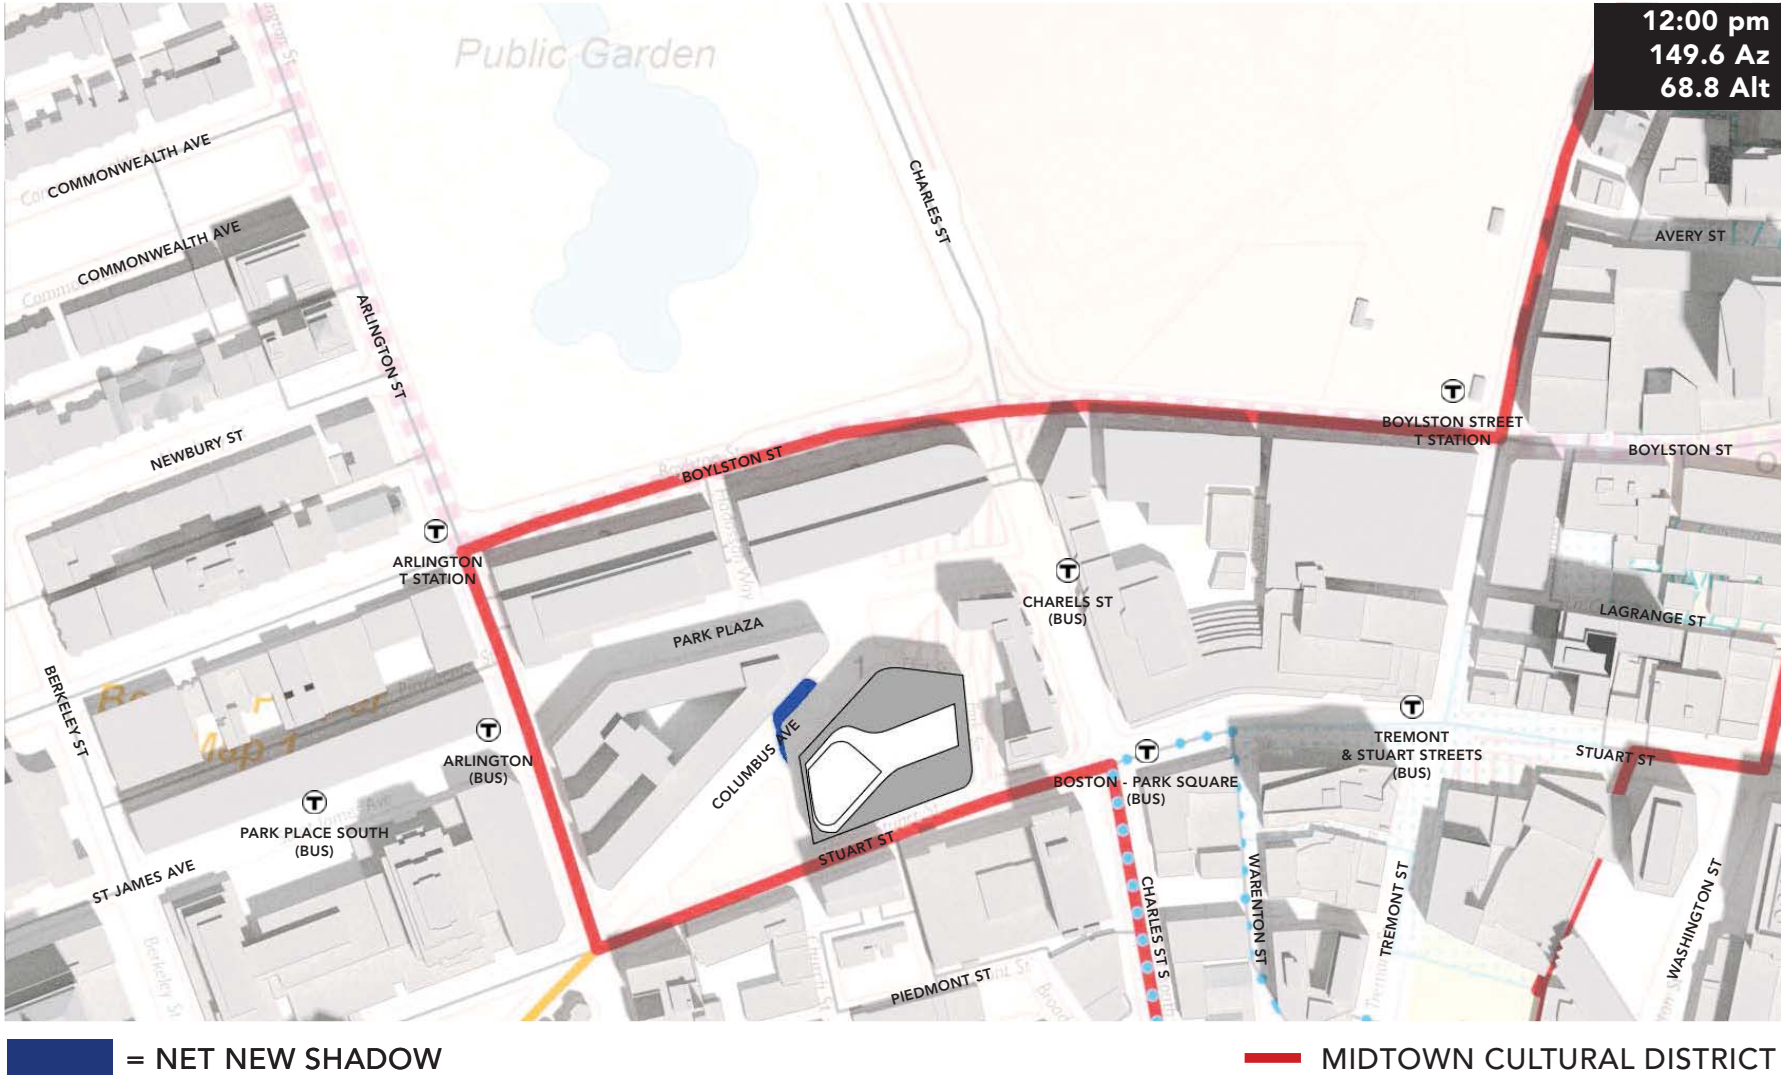 12:00 pm
149.6 Az
68.8 Alt
Public Garden
COMMONWEALTH AVE
CHARLES ST
COMMONWEALTH AVE
AVERY ST
ARLINGTON ST
BOYLSTON STREET
T STATION
BOYLSTON ST
NEWBURY ST
BOYLSTON ST
T
ARLINGTON
T STATION
T
CHARELS ST
(BUS)
LAGRANGE ST
PARK PLAZA
BERKELEY ST
T
ARLINGTON
(BUS)
COLUMBUS AVE
T
BOSTON - PARK SQUARE
(BUS)
T
TREMONT
& STUART STREETS
(BUS)
STUART ST
T
PARK PLACE SOUTH
(BUS)
STUART ST
ST JAMES AVE
CHARLES ST S
WARENTON ST
TREMONT ST
WASHINGTON ST
PIEDMONT ST
Berkeley St
= NET NEW SHADOW
MIDTOWN CULTURAL DISTRICT